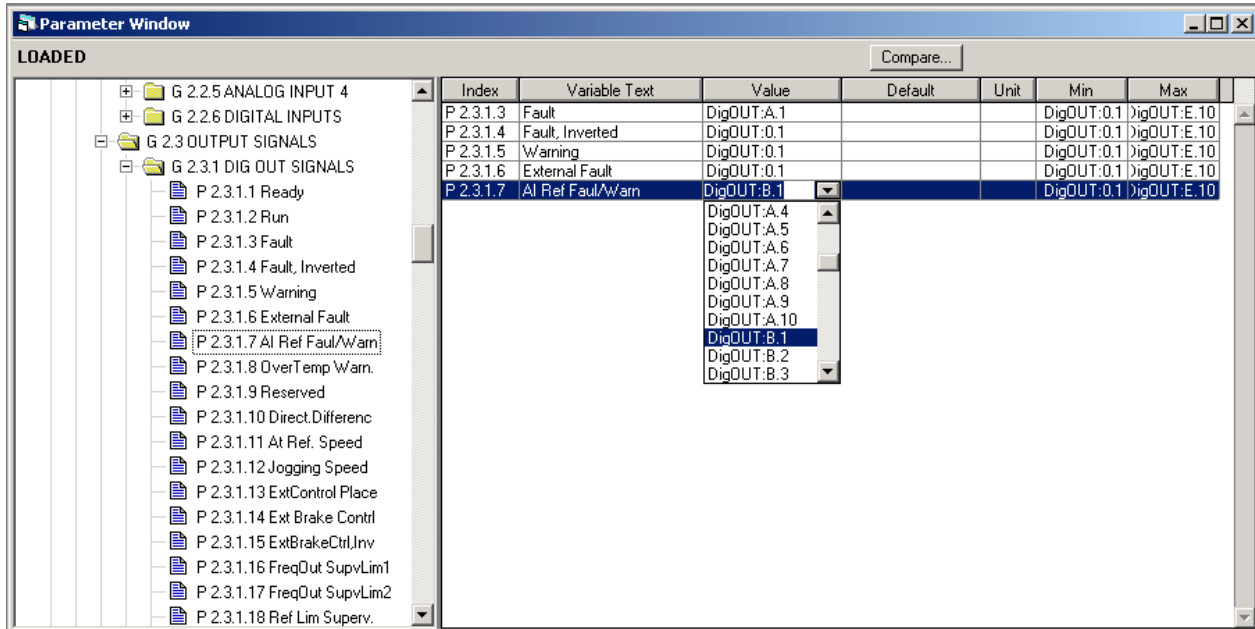 Parameter Window
LOADED
Compare...
G 2.2.5 ANALOG INPUT 4
G 2.2.6 DIGITAL INPUTS
G 2.3 OUTPUT SIGNALS
G 2.3.1 DIG OUT SIGNALS
P 2.3.1.1 Ready
P 2.3.1.2 Run
P 2.3.1.3 Fault
P 2.3.1.4 Fault, Inverted
P 2.3.1.5 Warning
P 2.3.1.6 External Fault
P 2.3.1.7 AI Ref Faul/Warn
P 2.3.1.8 OverTemp Warn.
P 2.3.1.9 Reserved
P 2.3.1.10 Direct.Differenc
P 2.3.1.11 At Ref. Speed
P 2.3.1.12 Jogging Speed
P 2.3.1.13 ExtControl Place
P 2.3.1.14 Ext Brake Contrl
P 2.3.1.15 ExtBrakeCtrl,Inv
P 2.3.1.16 FreqOut SupvLim1
P 2.3.1.17 FreqOut SupvLim2
P 2.3.1.18 Ref Lim Superv.
Index Variable Text Value Default Unit Min Max
P 2.3.1.3 Fault DigOUT:A.1 DigOUT:0.1 DigOUT:E.10
P 2.3.1.4 Fault, Inverted DigOUT:0.1 DigOUT:0.1 DigOUT:E.10
P 2.3.1.5 Warning DigOUT:0.1 DigOUT:0.1 DigOUT:E.10
P 2.3.1.6 External Fault DigOUT:0.1 DigOUT:0.1 DigOUT:E.10
P 2.3.1.7 AI Ref Faul/Warn DigOUT:B.1 DigOUT:0.1 DigOUT:E.10
DigOUT:A.4
DigOUT:A.5
DigOUT:A.6
DigOUT:A.7
DigOUT:A.8
DigOUT:A.9
DigOUT:A.10
DigOUT:B.1
DigOUT:B.2
DigOUT:B.3